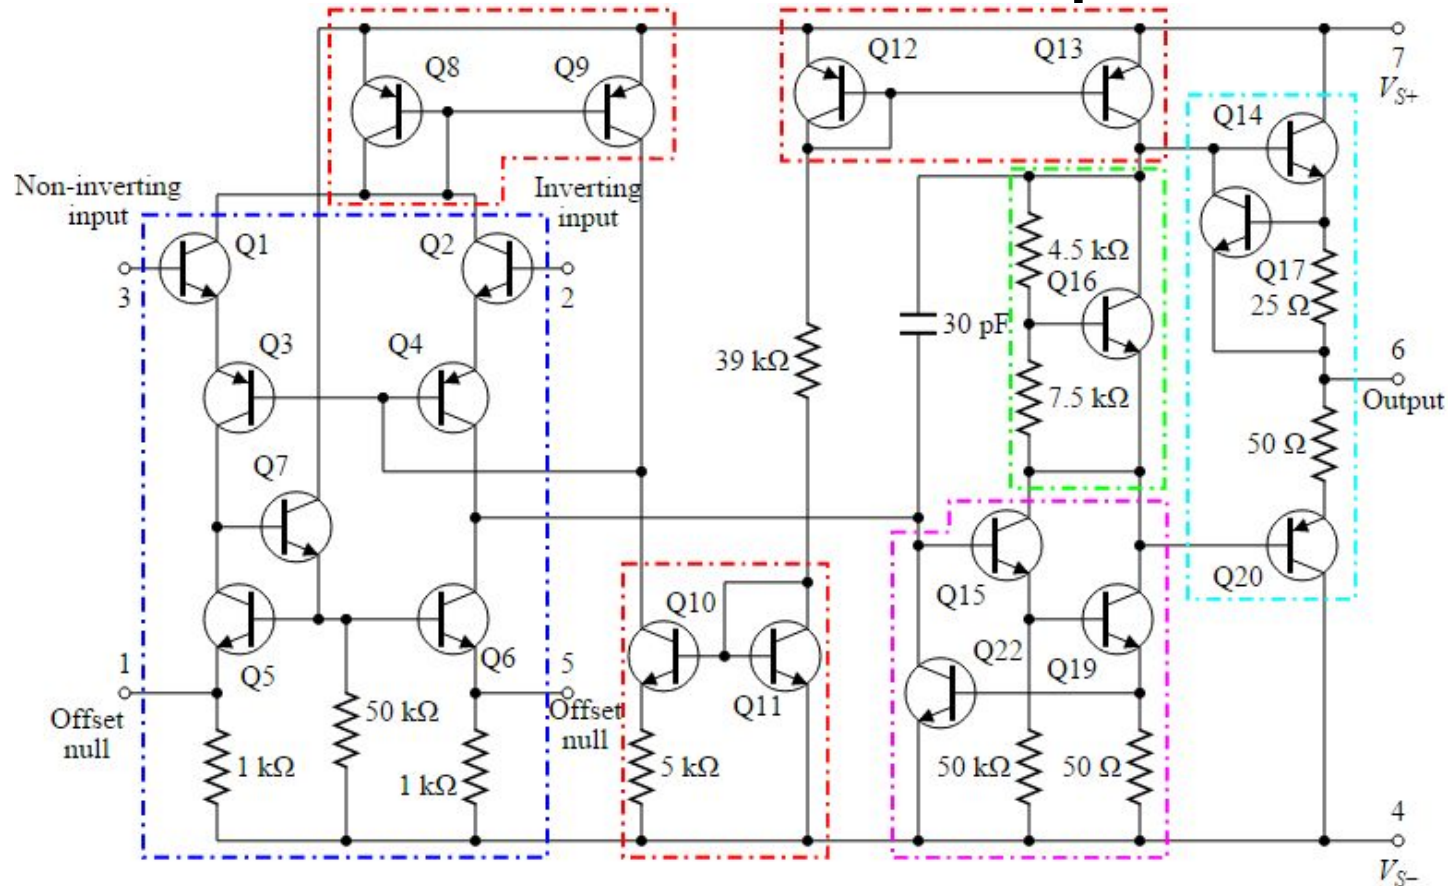 Q8
Q9
Q12
Q13
7
V_{S+}
Q14
Non-inverting
input
Inverting
input
Q1
Q2
3
2
4.5 kΩ
Q16
Q17
25 Ω
Q3
Q4
30 pF
39 kΩ
6
Output
7.5 kΩ
50 Ω
Q7
Q15
Q20
Q10
Q22
Q19
1
Q5
Q6
5
Q11
Offset
null
50 kΩ
Offset
null
1 kΩ
1 kΩ
5 kΩ
50 kΩ
50 Ω
4
V_{S−}